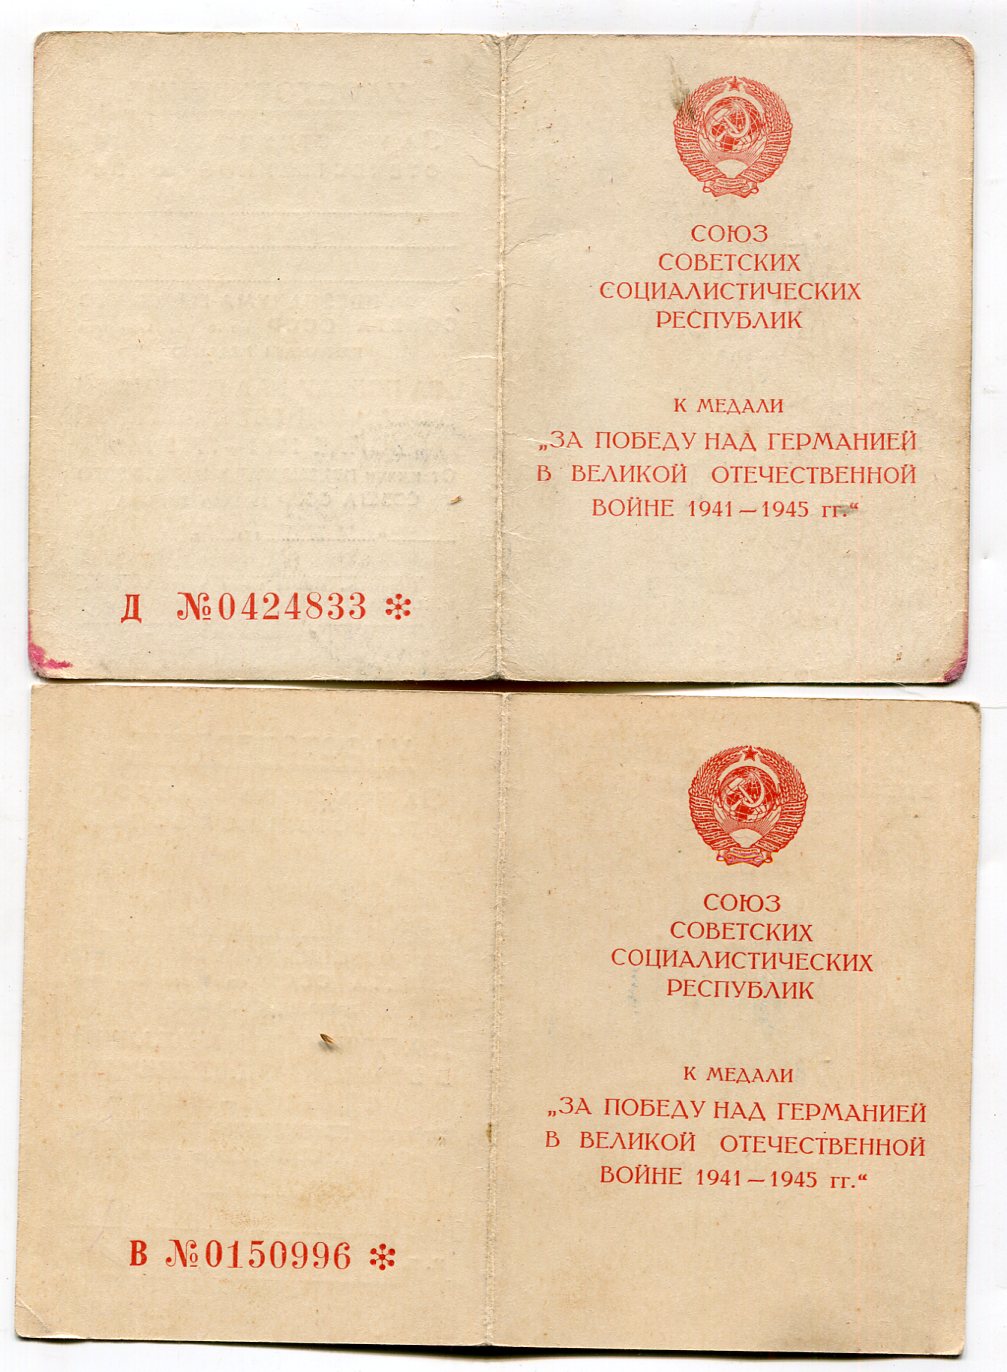 СОЮЗ
СОВЕТСКИХ
СОЦИАЛИСТИЧЕСКИХ
РЕСПУБЛИК
К МЕДАЛИ
„ЗА ПОБЕДУ НАД ГЕРМАНИЕЙ
В ВЕЛИКОЙ ОТЕЧЕСТВЕННОЙ
ВОЙНЕ 1941—1945 гг.“
Д №0424833 *
СОЮЗ
СОВЕТСКИХ
СОЦИАЛИСТИЧЕСКИХ
РЕСПУБЛИК
К МЕДАЛИ
„ЗА ПОБЕДУ НАД ГЕРМАНИЕЙ
В ВЕЛИКОЙ ОТЕЧЕСТВЕННОЙ
ВОЙНЕ 1941—1945 гг.“
В №0150996 *